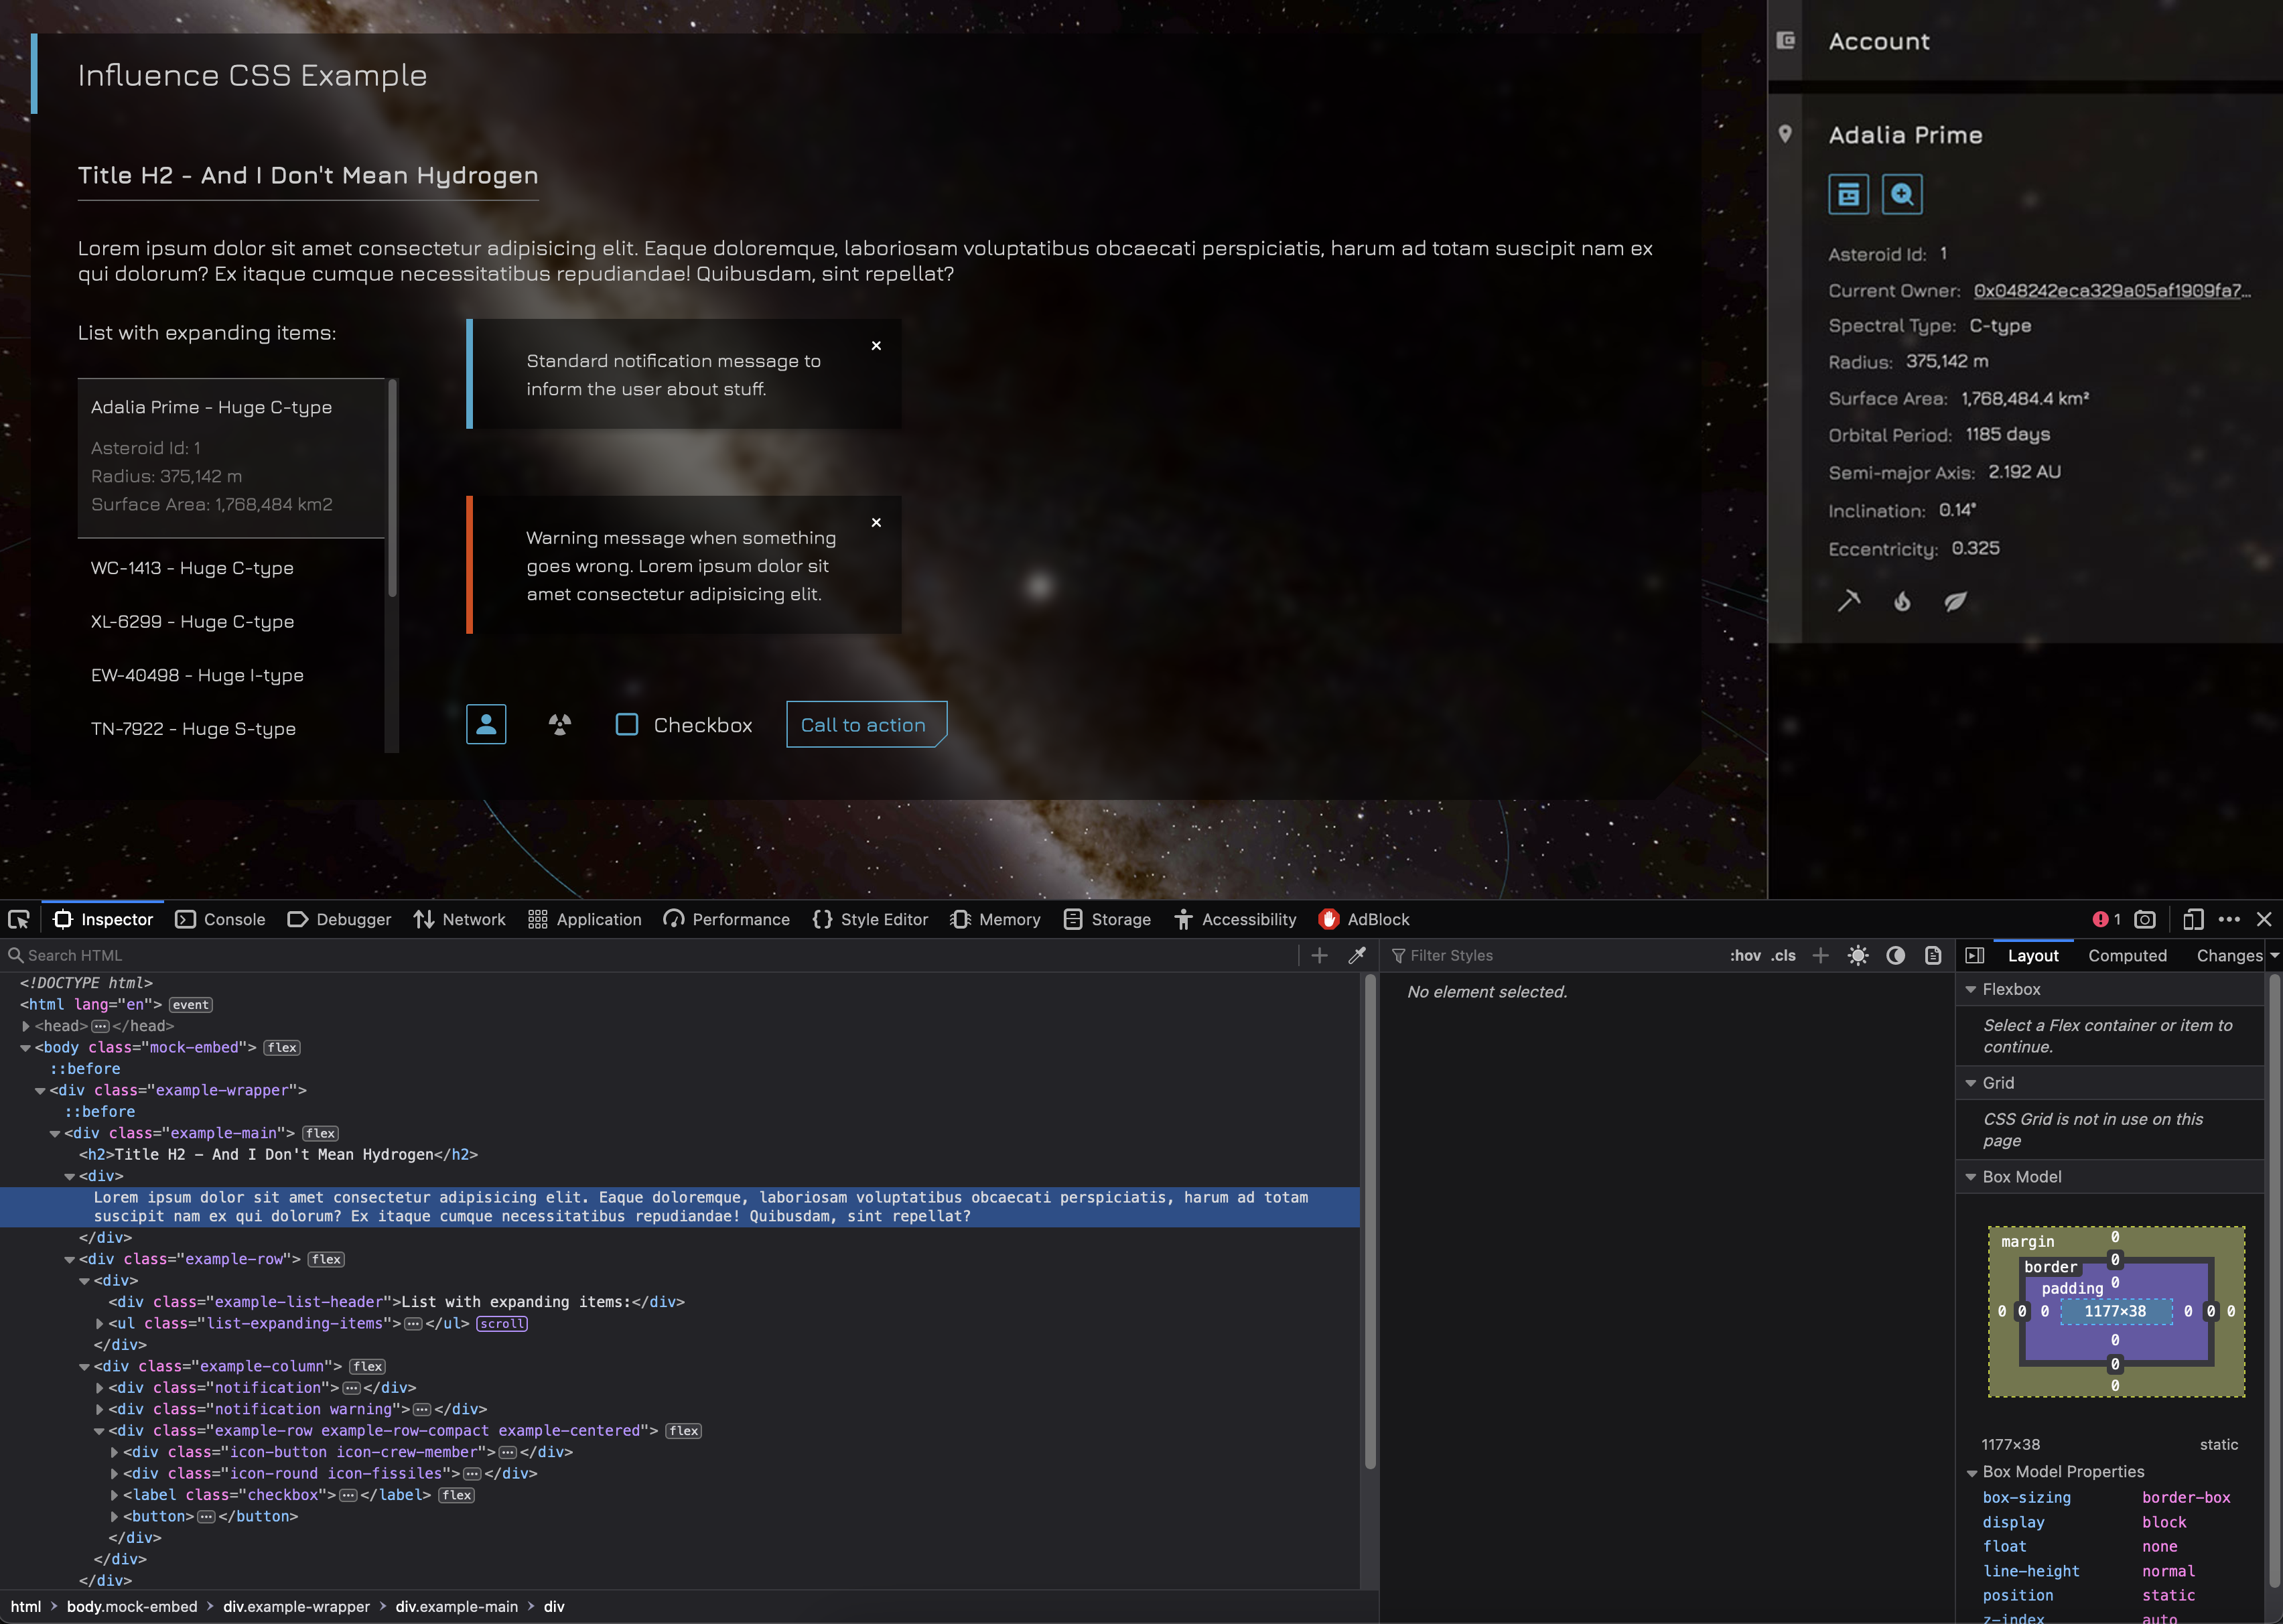 Influence CSS Example
Title H2 - And I Don't Mean Hydrogen
Lorem ipsum dolor sit amet consectetur adipisicing elit. Eaque doloremque, laboriosam voluptatibus obcaecati perspiciatis, harum ad totam suscipit nam ex
qui dolorum? Ex itaque cumque necessitatibus repudiandae! Quibusdam, sint repellat?
List with expanding items:
Adalia Prime - Huge C-type
Asteroid Id: 1
Radius: 375,142 m
Surface Area: 1,768,484 km2
WC-1413 - Huge C-type
XL-6299 - Huge C-type
EW-40498 - Huge I-type
TN-7922 - Huge S-type
Standard notification message to
inform the user about stuff.
Warning message when something
goes wrong. Lorem ipsum dolor sit
amet consectetur adipisicing elit.
Checkbox
Call to action
Account
Adalia Prime
Asteroid Id: 1
Current Owner: 0x048242eca329a05af1909fa7...
Spectral Type: C-type
Radius: 375,142 m
Surface Area: 1,768,484.4 km²
Orbital Period: 1185 days
Semi-major Axis: 2.192 AU
Inclination: 0.14°
Eccentricity: 0.325
Inspector Console Debugger Network Application Performance Style Editor Memory Storage Accessibility AdBlock 1
Search HTML
<!DOCTYPE html>
<html lang="en"> event
<head>···</head>
<body class="mock-embed"> flex
::before
<div class="example-wrapper">
::before
<div class="example-main"> flex
<h2>Title H2 - And I Don't Mean Hydrogen</h2>
<div>
Lorem ipsum dolor sit amet consectetur adipisicing elit. Eaque doloremque, laboriosam voluptatibus obcaecati perspiciatis, harum ad totam
suscipit nam ex qui dolorum? Ex itaque cumque necessitatibus repudiandae! Quibusdam, sint repellat?
</div>
<div class="example-row"> flex
<div>
<div class="example-list-header">List with expanding items:</div>
<ul class="list-expanding-items">···</ul> scroll
</div>
<div class="example-column"> flex
<div class="notification">···</div>
<div class="notification warning">···</div>
<div class="example-row example-row-compact example-centered"> flex
<div class="icon-button icon-crew-member">···</div>
<div class="icon-round icon-fissiles">···</div>
<label class="checkbox">···</label> flex
<button>···</button>
</div>
</div>
</div>
html > body.mock-embed > div.example-wrapper > div.example-main > div
Filter Styles :hov .cls
No element selected.
Layout Computed Changes
Flexbox
Select a Flex container or item to
continue.
Grid
CSS Grid is not in use on this
page
Box Model
margin 0
border 0
padding 0
0 0 0 1177×38 0 0 0
0
0
0
1177×38 static
Box Model Properties
box-sizing border-box
display block
float none
line-height normal
position static
z-index auto